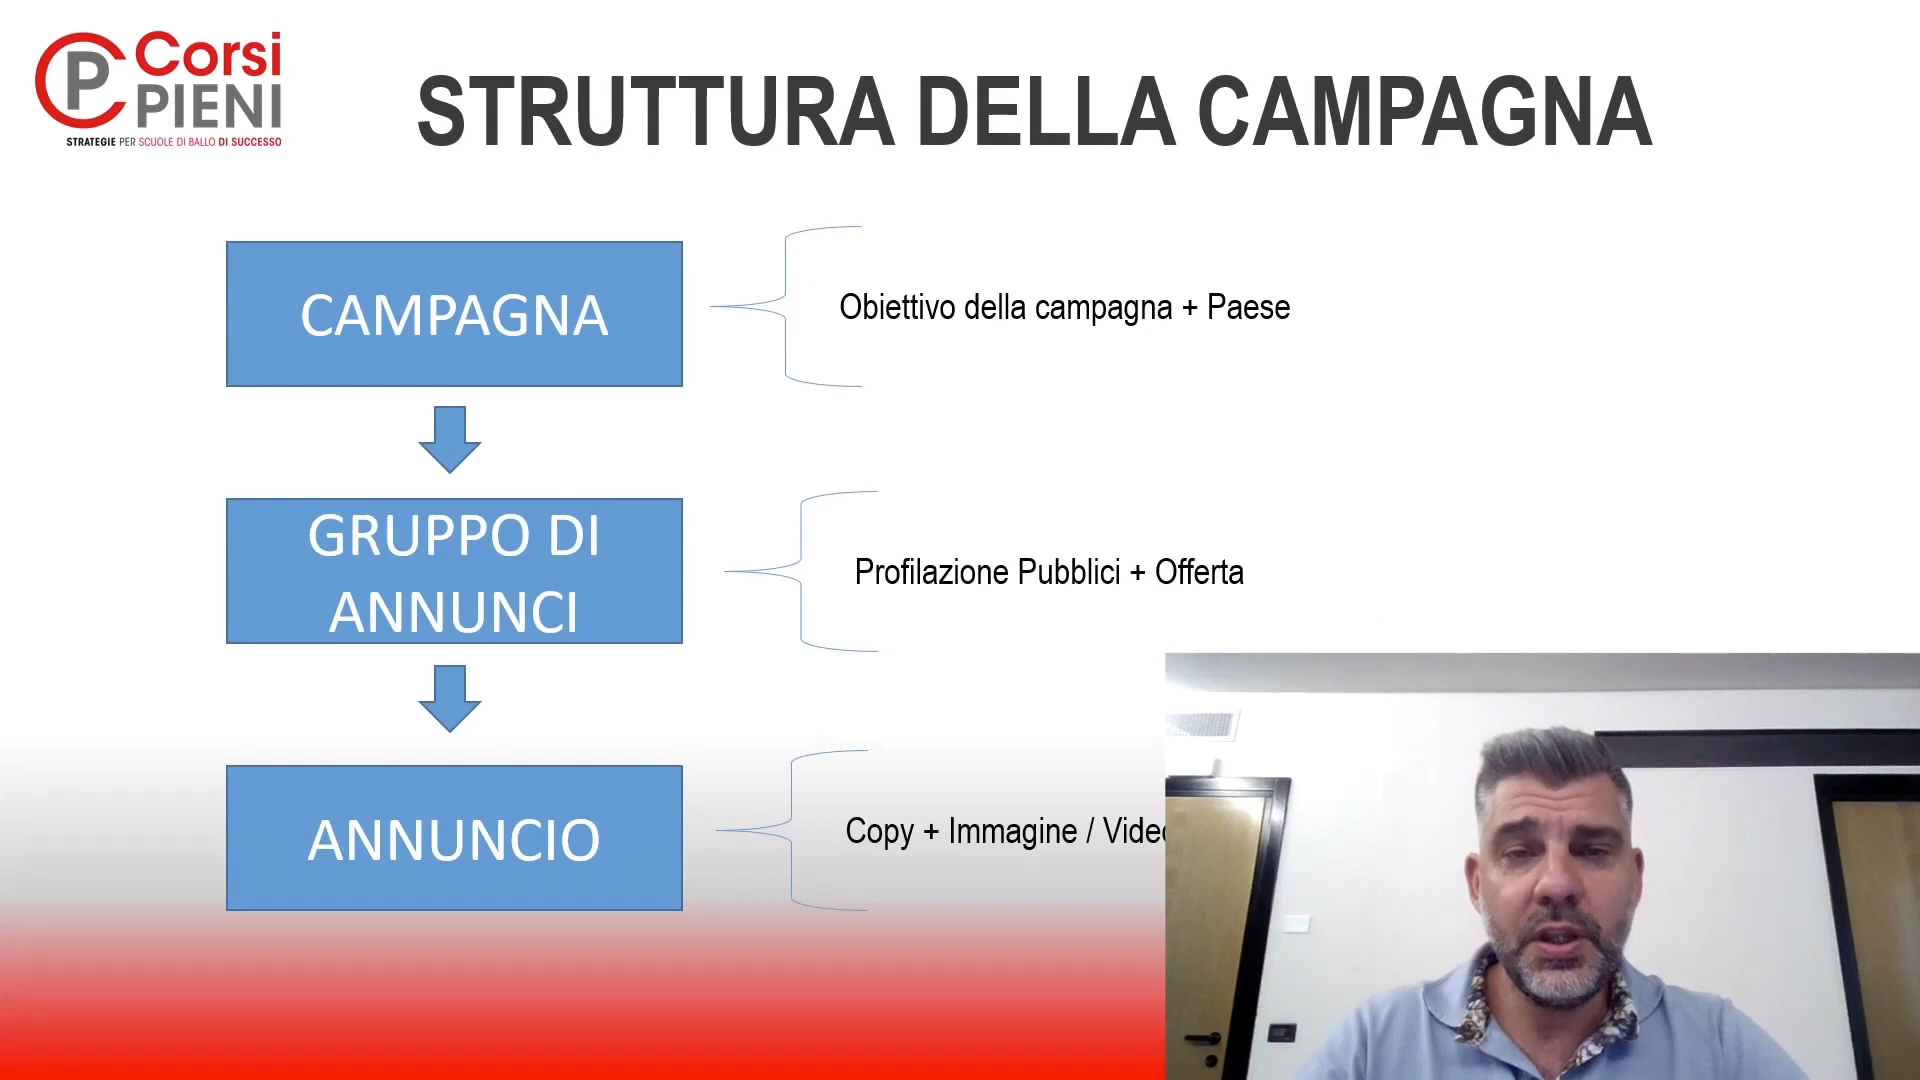 Corsi
PIENI
STRATEGIE PER SCUOLE DI BALLO DI SUCCESSO
STRUTTURA DELLA CAMPAGNA
CAMPAGNA
Obiettivo della campagna + Paese
GRUPPO DI
ANNUNCI
Profilazione Pubblici + Offerta
ANNUNCIO
Copy + Immagine / Video